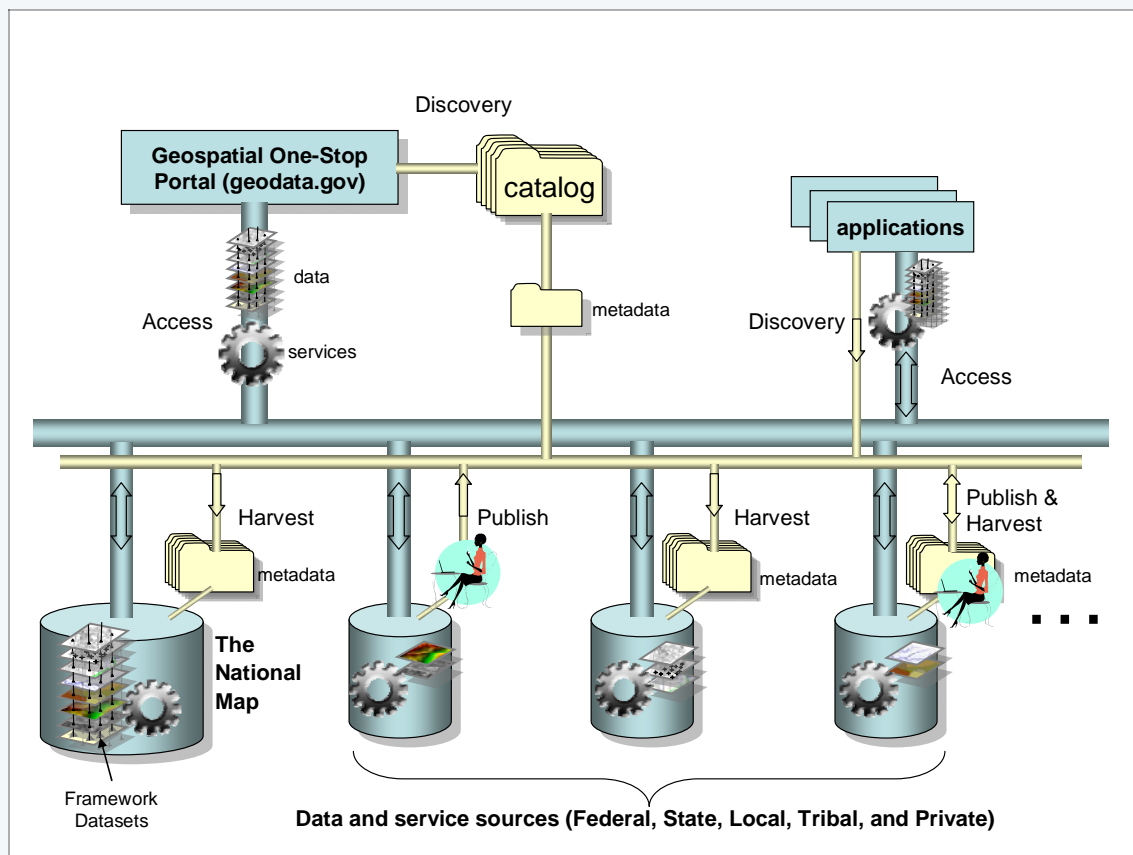 Discovery
Geospatial One-Stop
Portal (geodata.gov)
catalog
applications
data
metadata
Access
Discovery
services
Access
Harvest
Publish
Harvest
Publish &
Harvest
metadata
metadata
metadata
. . .
The
National
Map
Framework
Datasets
Data and service sources (Federal, State, Local, Tribal, and Private)